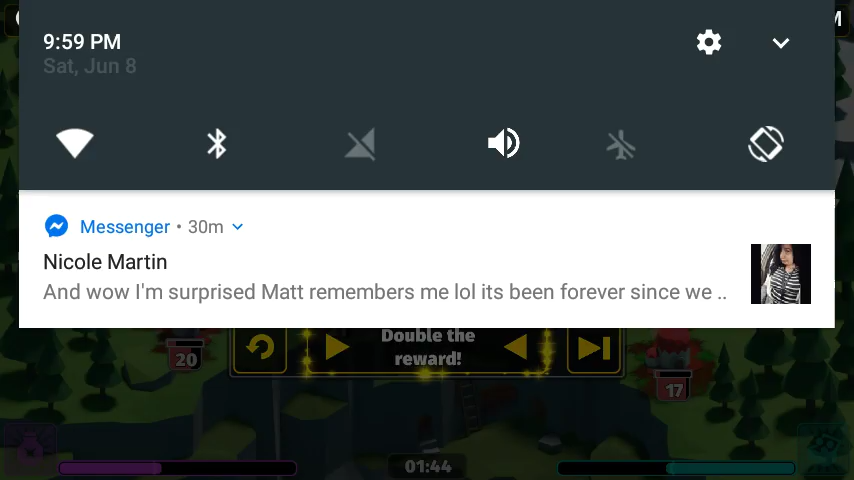 9:59 PM
Sat, Jun 8
Messenger • 30m
Nicole Martin
And wow I'm surprised Matt remembers me lol its been forever since we ..
Double the
reward!
20
17
01:44